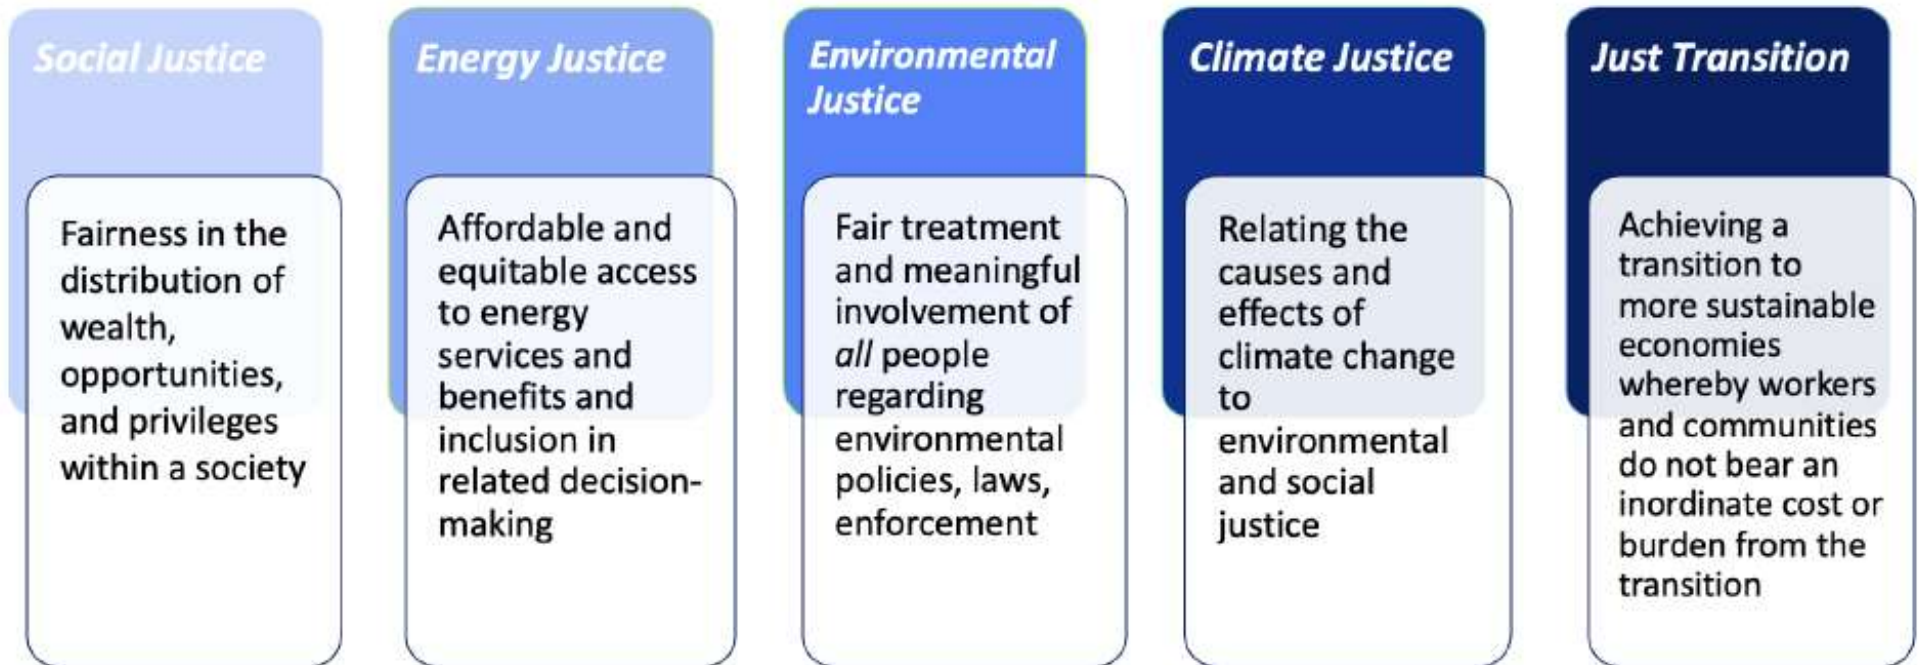 Social Justice
Fairness in the
distribution of
wealth,
opportunities,
and privileges
within a society
Energy Justice
Affordable and
equitable access
to energy
services and
benefits and
inclusion in
related decision-
making
Environmental
Justice
Fair treatment
and meaningful
involvement of
all people
regarding
environmental
policies, laws,
enforcement
Climate Justice
Relating the
causes and
effects of
climate change
to
environmental
and social
justice
Just Transition
Achieving a
transition to
more sustainable
economies
whereby workers
and communities
do not bear an
inordinate cost or
burden from the
transition